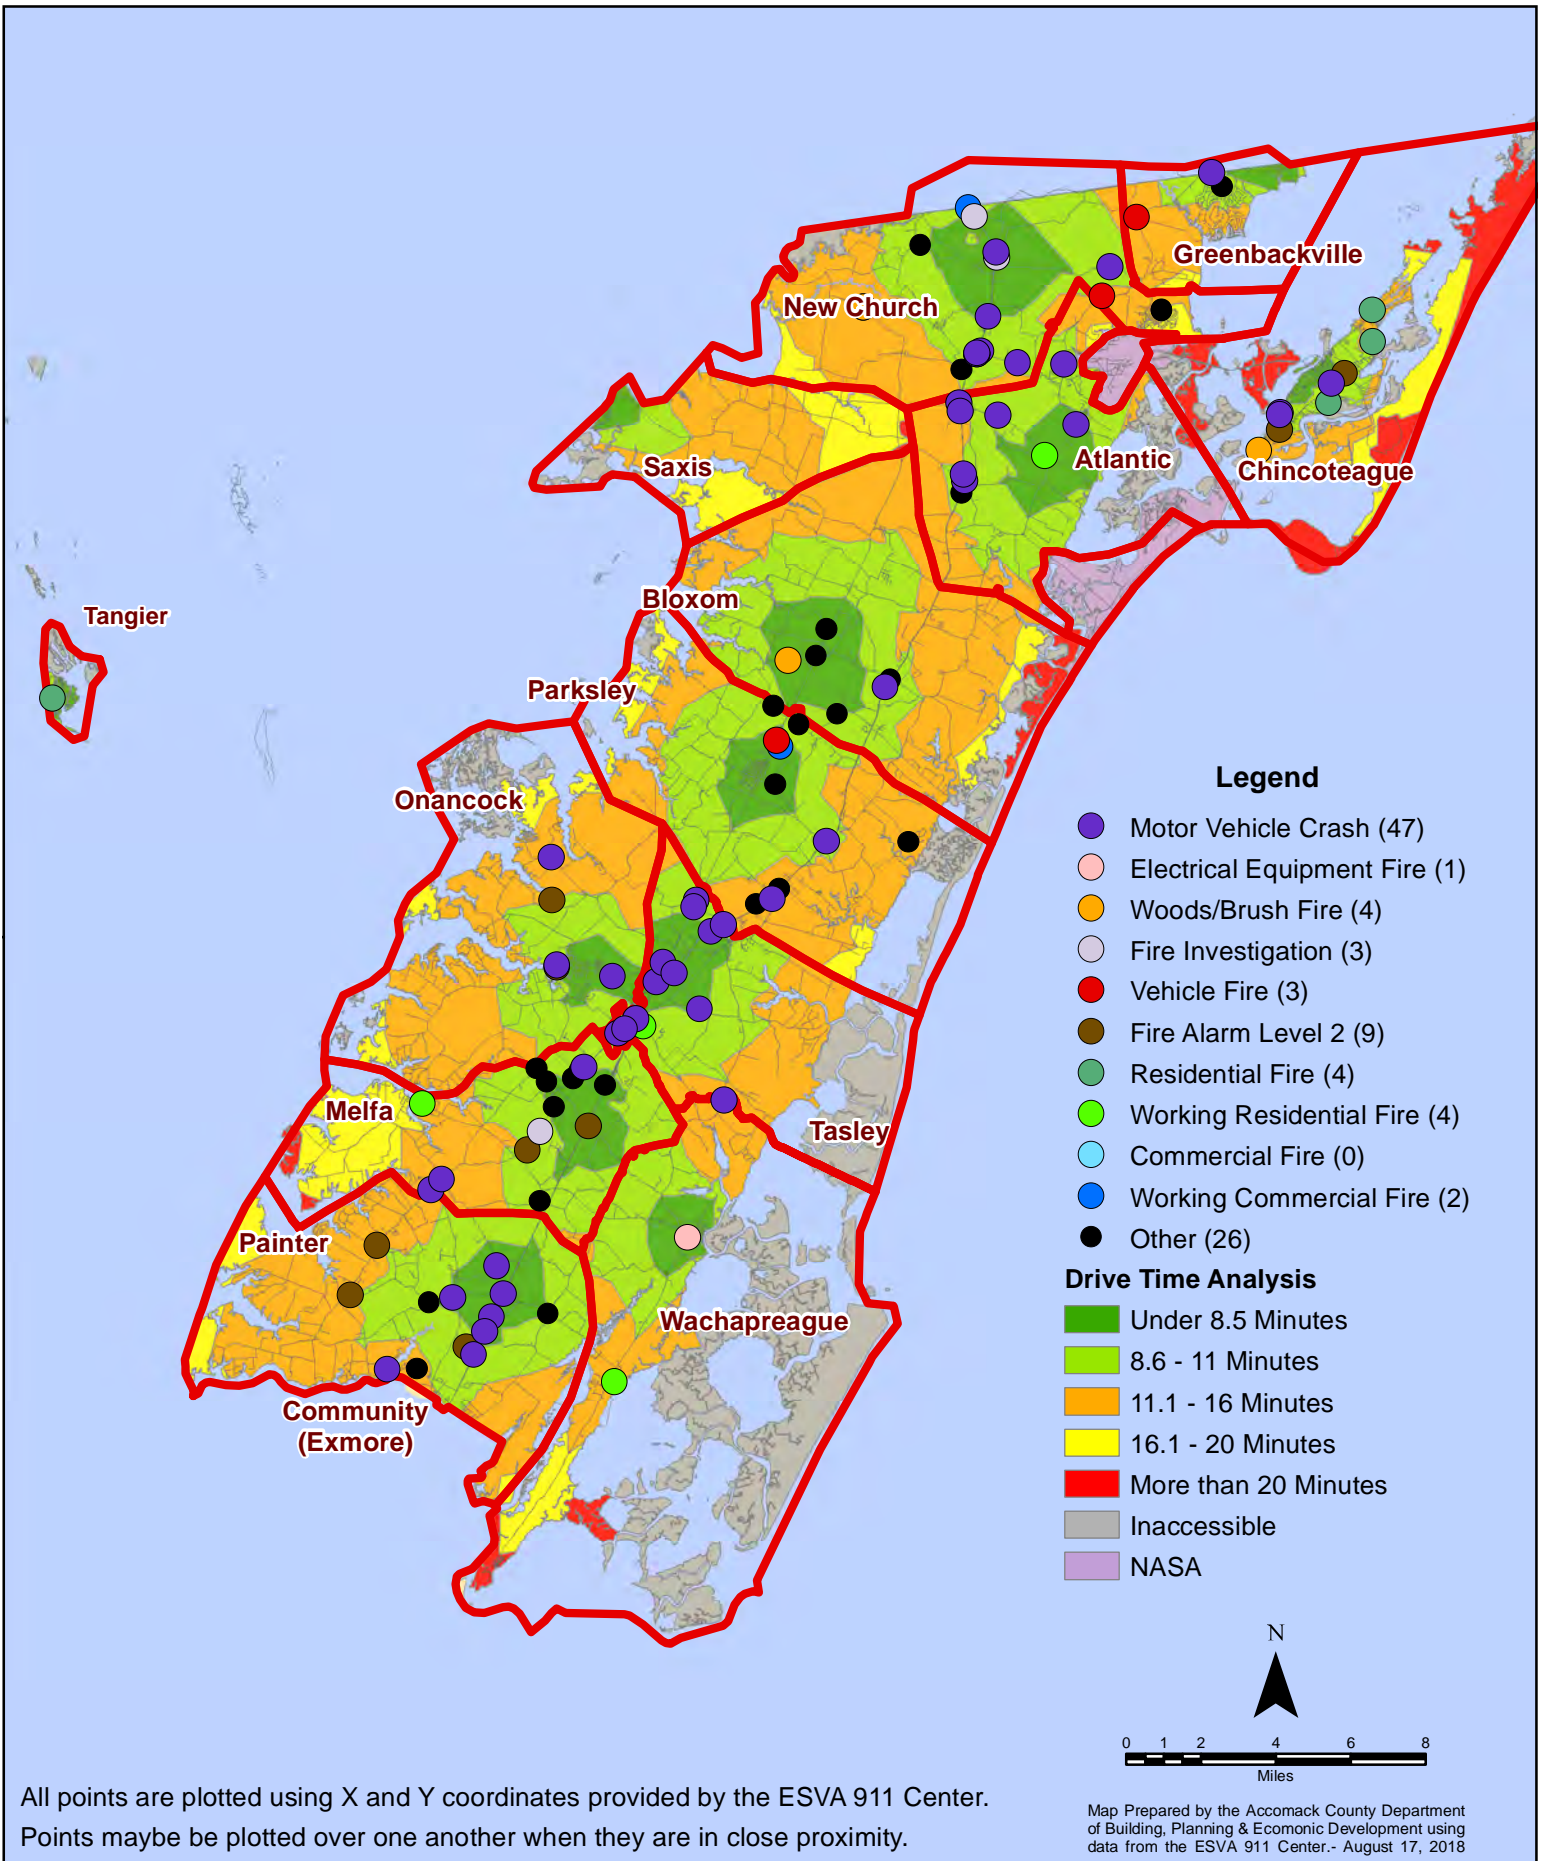 Greenbackville
New Church
Saxis
Atlantic
Chincoteague
Bloxom
Tangier
Parksley
Onancock
Melfa
Tasley
Painter
Wachapreague
Community
(Exmore)
Legend
Motor Vehicle Crash (47)
Electrical Equipment Fire (1)
Woods/Brush Fire (4)
Fire Investigation (3)
Vehicle Fire (3)
Fire Alarm Level 2 (9)
Residential Fire (4)
Working Residential Fire (4)
Commercial Fire (0)
Working Commercial Fire (2)
Other (26)
Drive Time Analysis
Under 8.5 Minutes
8.6 - 11 Minutes
11.1 - 16 Minutes
16.1 - 20 Minutes
More than 20 Minutes
Inaccessible
NASA
N
0 1 2 4 6 8
Miles
All points are plotted using X and Y coordinates provided by the ESVA 911 Center.
Points maybe be plotted over one another when they are in close proximity.
Map Prepared by the Accomack County Department
of Building, Planning & Ecomonic Development using
data from the ESVA 911 Center.- August 17, 2018